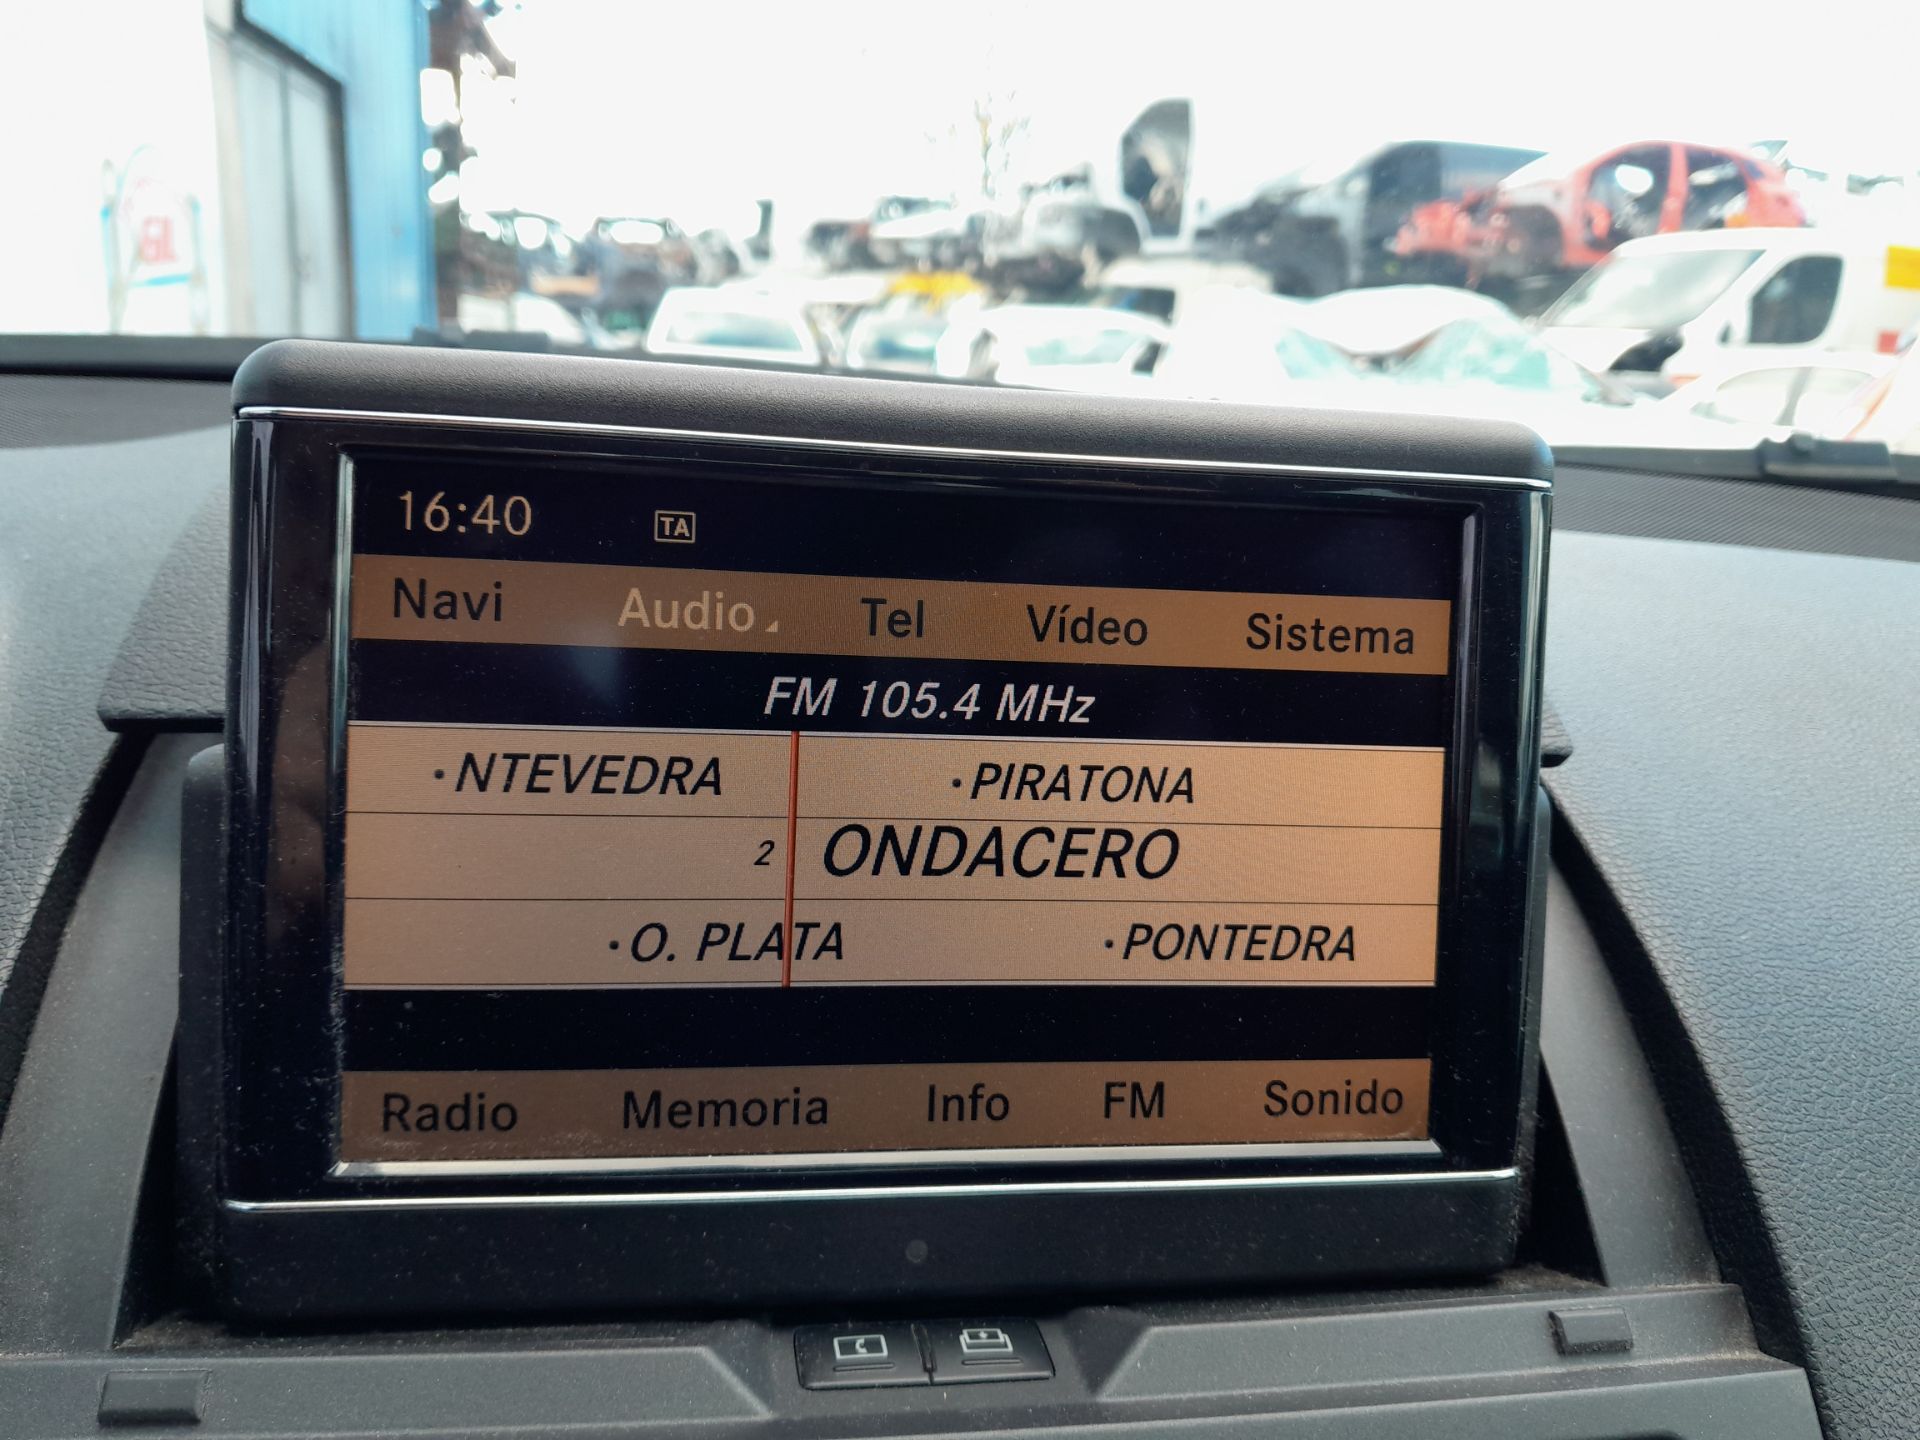 16:40 TA
Navi Audio Tel Vídeo Sistema
FM 105.4 MHz
·NTEVEDRA ·PIRATONA
2 ONDACERO
·O. PLATA ·PONTEDRA
Radio Memoria Info FM Sonido